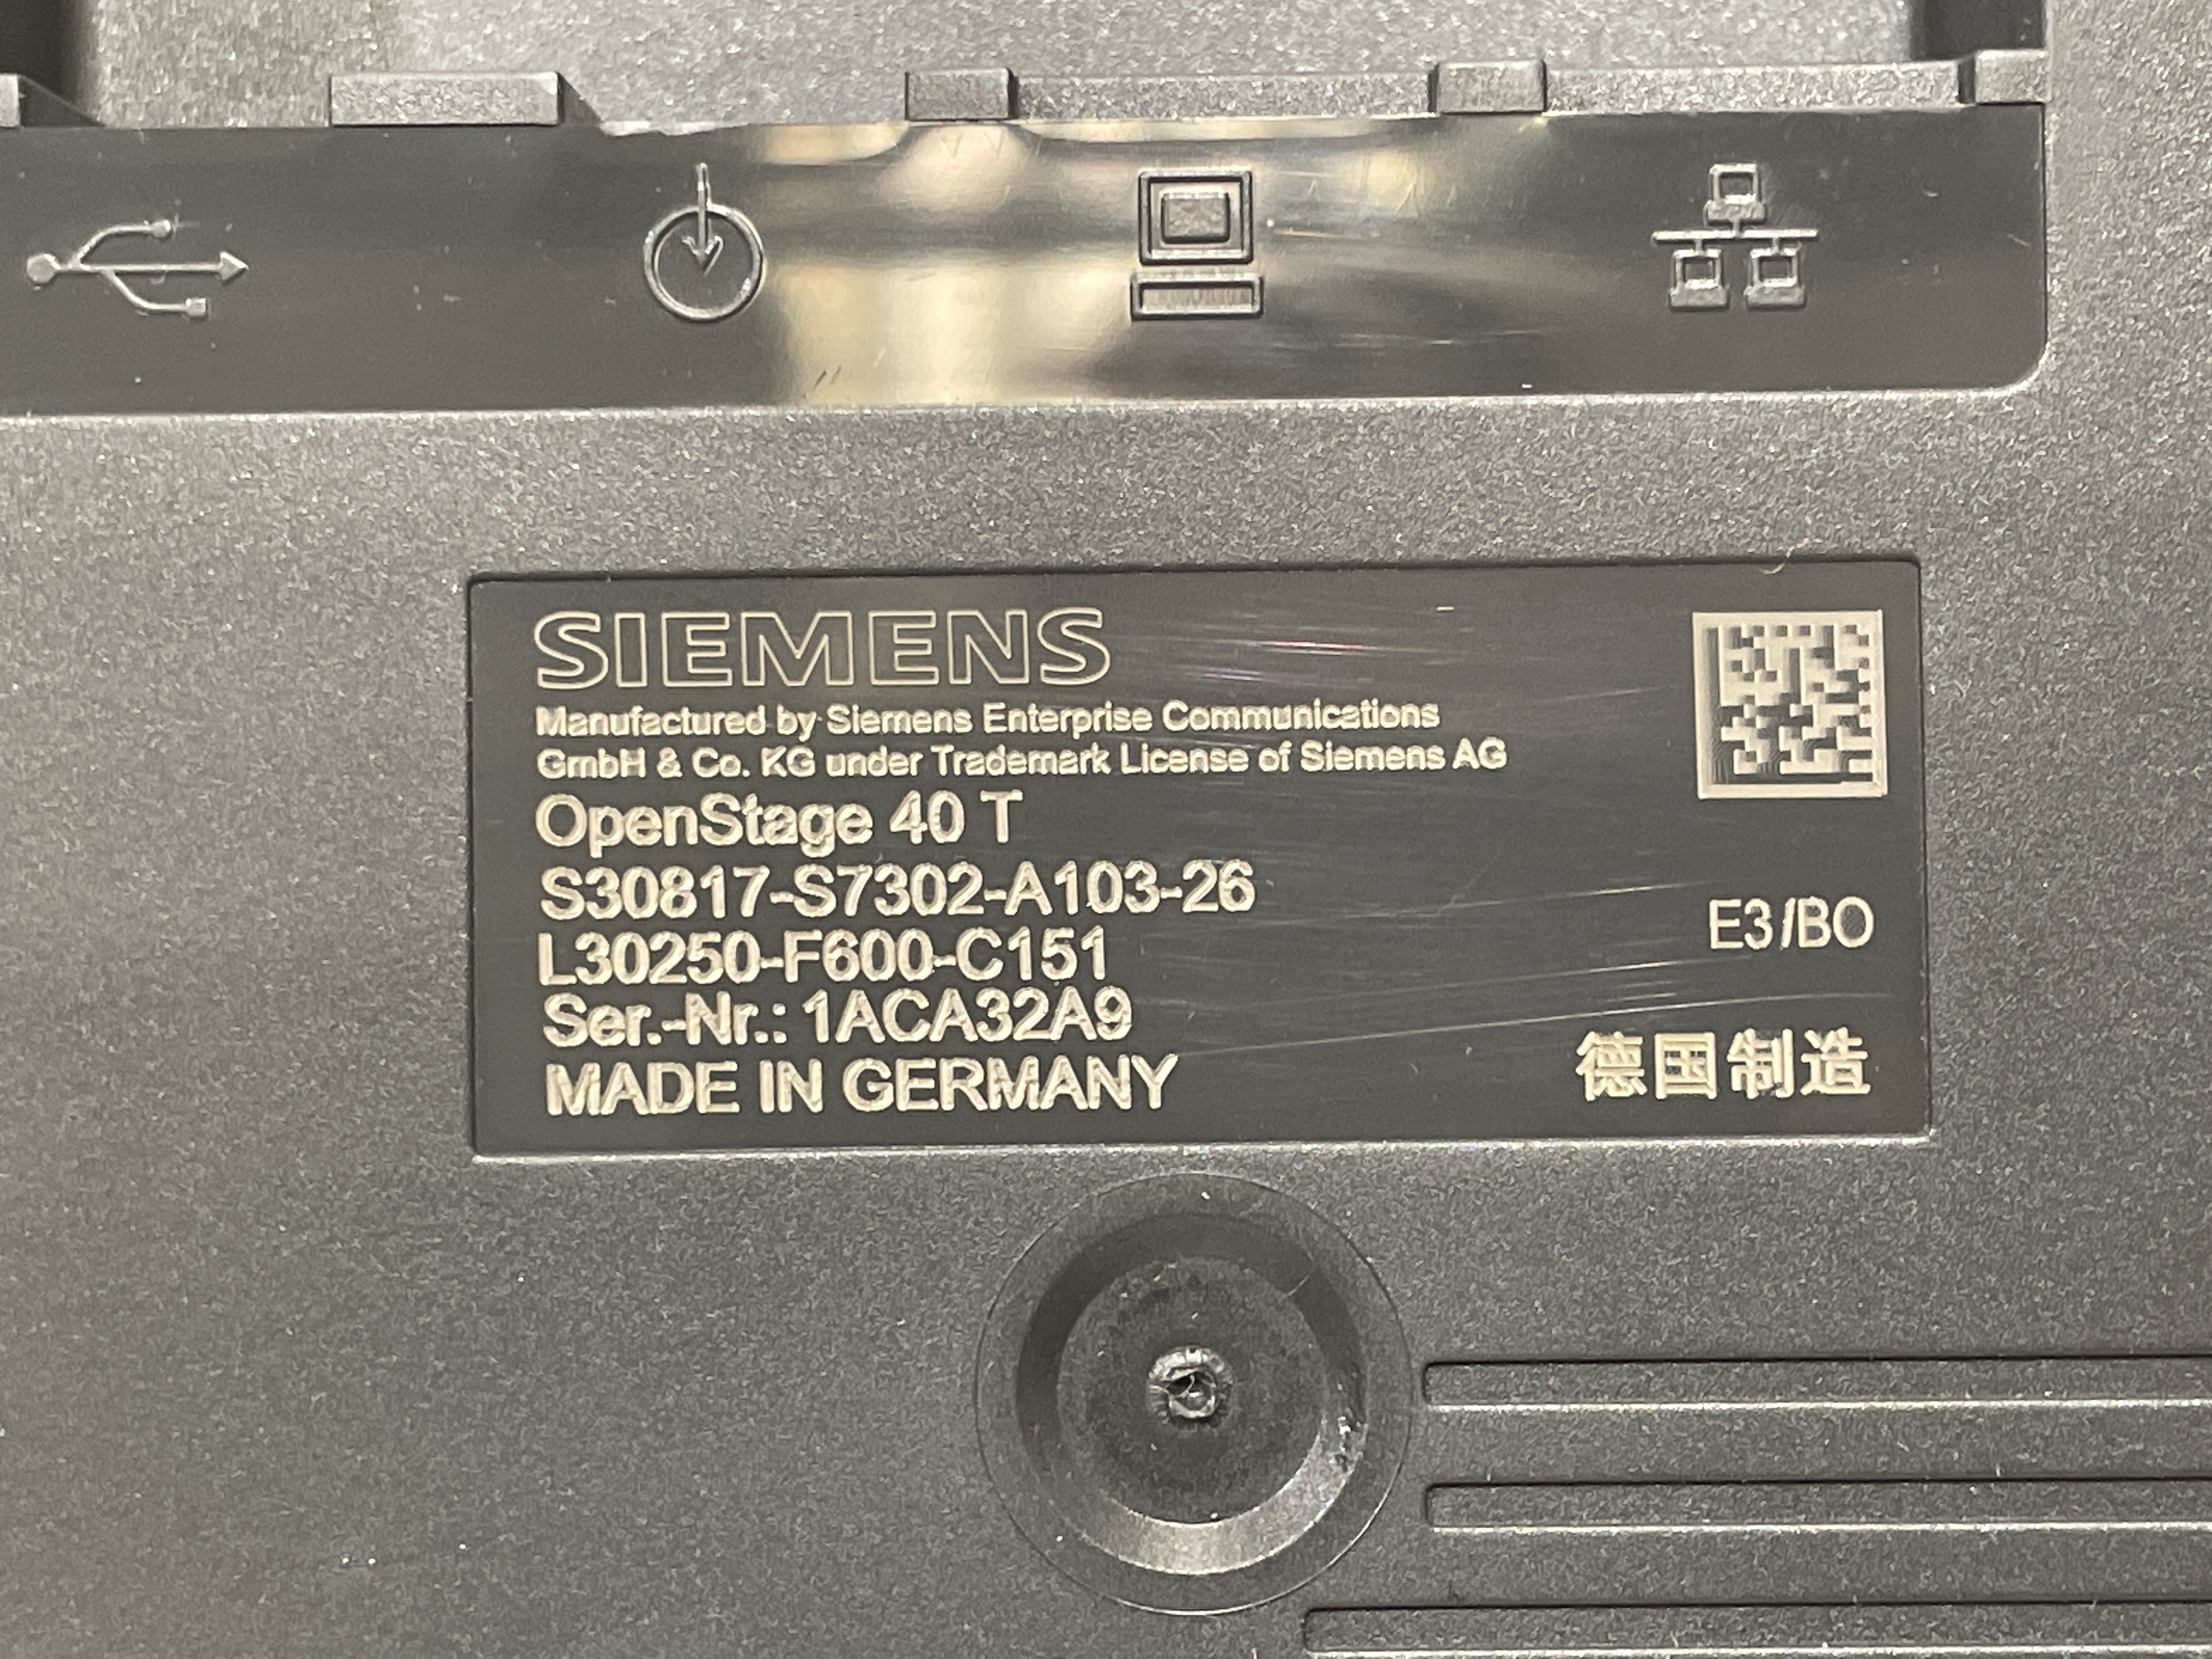 SIEMENS
Manufactured by Siemens Enterprise Communications
GmbH & Co. KG under Trademark License of Siemens AG
OpenStage 40 T
S30817-S7302-A103-26
L30250-F600-C151
E3/BO
Ser.-Nr.: 1ACA32A9
MADE IN GERMANY
德国制造